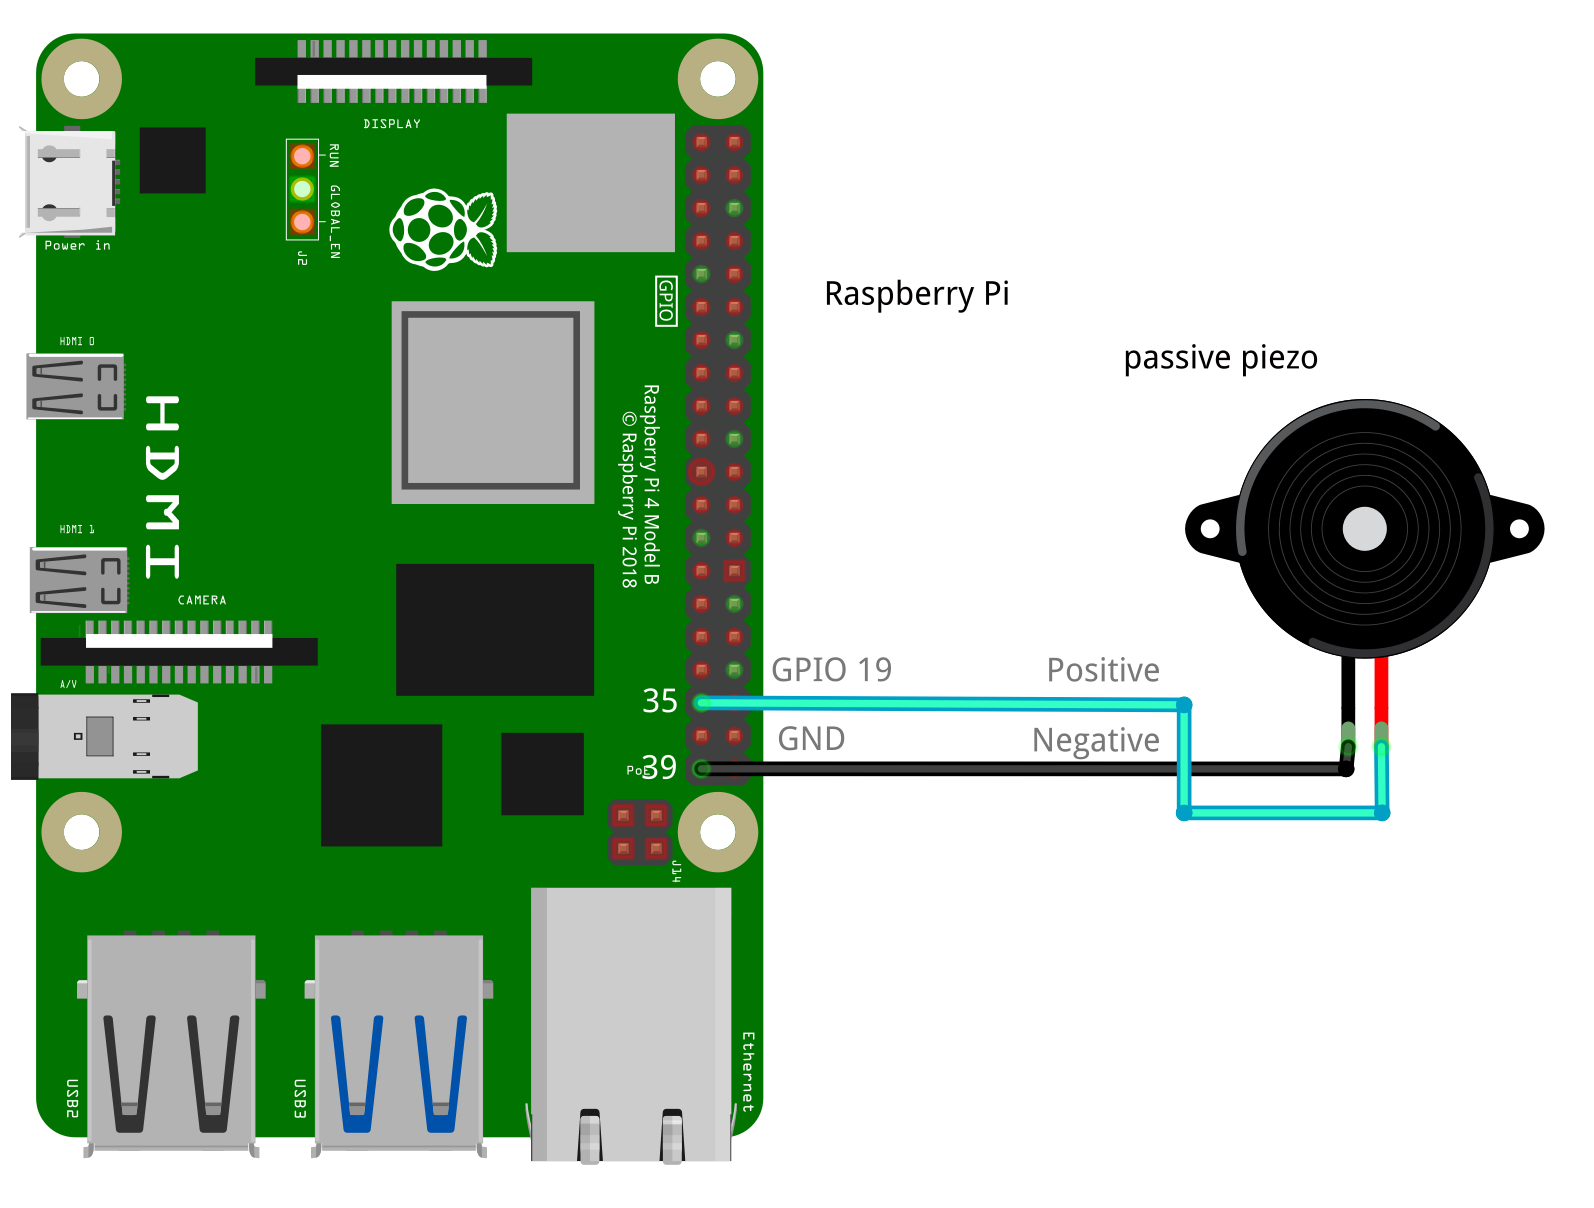 DISPLAY
RUN
GLOBAL_EN
J2
Power in
GPIO
Raspberry Pi
passive piezo
HDMI 0
HDMI
Raspberry Pi 4 Model B
© Raspberry Pi 2018
HDMI 1
CAMERA
A/V
GPIO 19
Positive
35
GND
Negative
PoE
39
J14
USB2
USB3
Ethernet